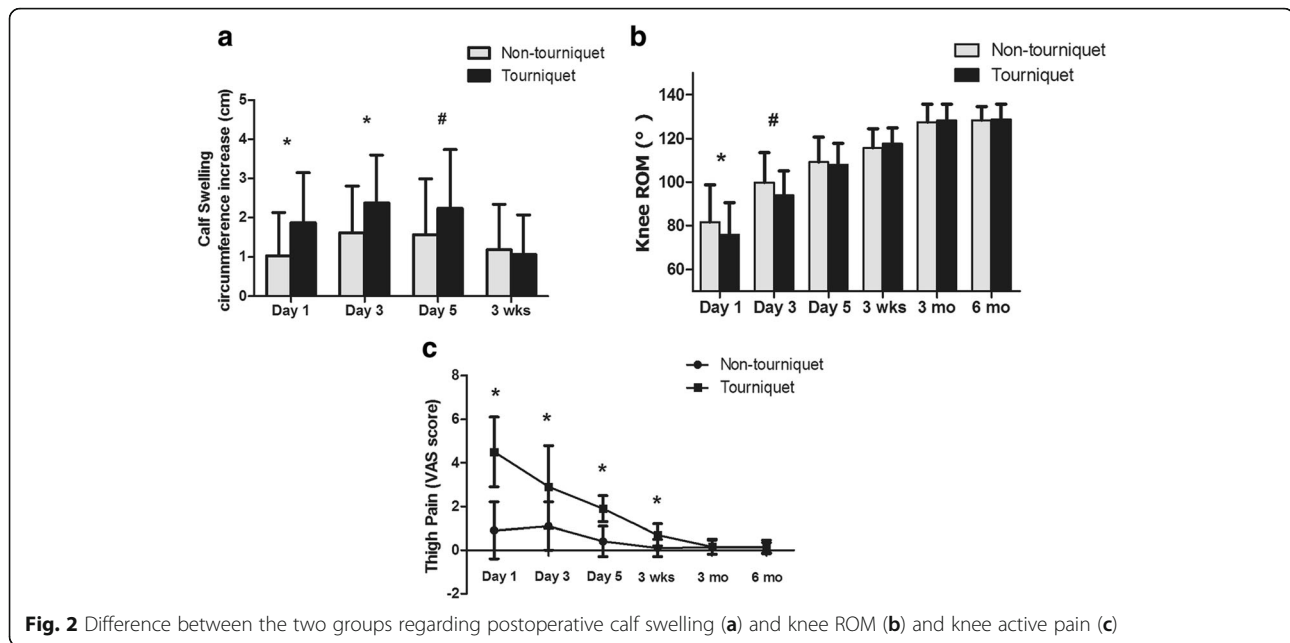 a
Non-tourniquet
Tourniquet
Calf Swelling
circunmference increase (cm)
5
4
3
2
1
0
* * #
Day 1 Day 3 Day 5 3 wks
b
Non-tourniquet
Tourniquet
Knee ROM (°)
140
120
100
80
60
* #
Day 1 Day 3 Day 5 3 wks 3 mo 6 mo
c
Non-tourniquet
Tourniquet
Thigh Pain (VAS score)
8
6
4
2
0
-2
* * * *
Day 1 Day 3 Day 5 3 wks 3 mo 6 mo
Fig. 2 Difference between the two groups regarding postoperative calf swelling (a) and knee ROM (b) and knee active pain (c)